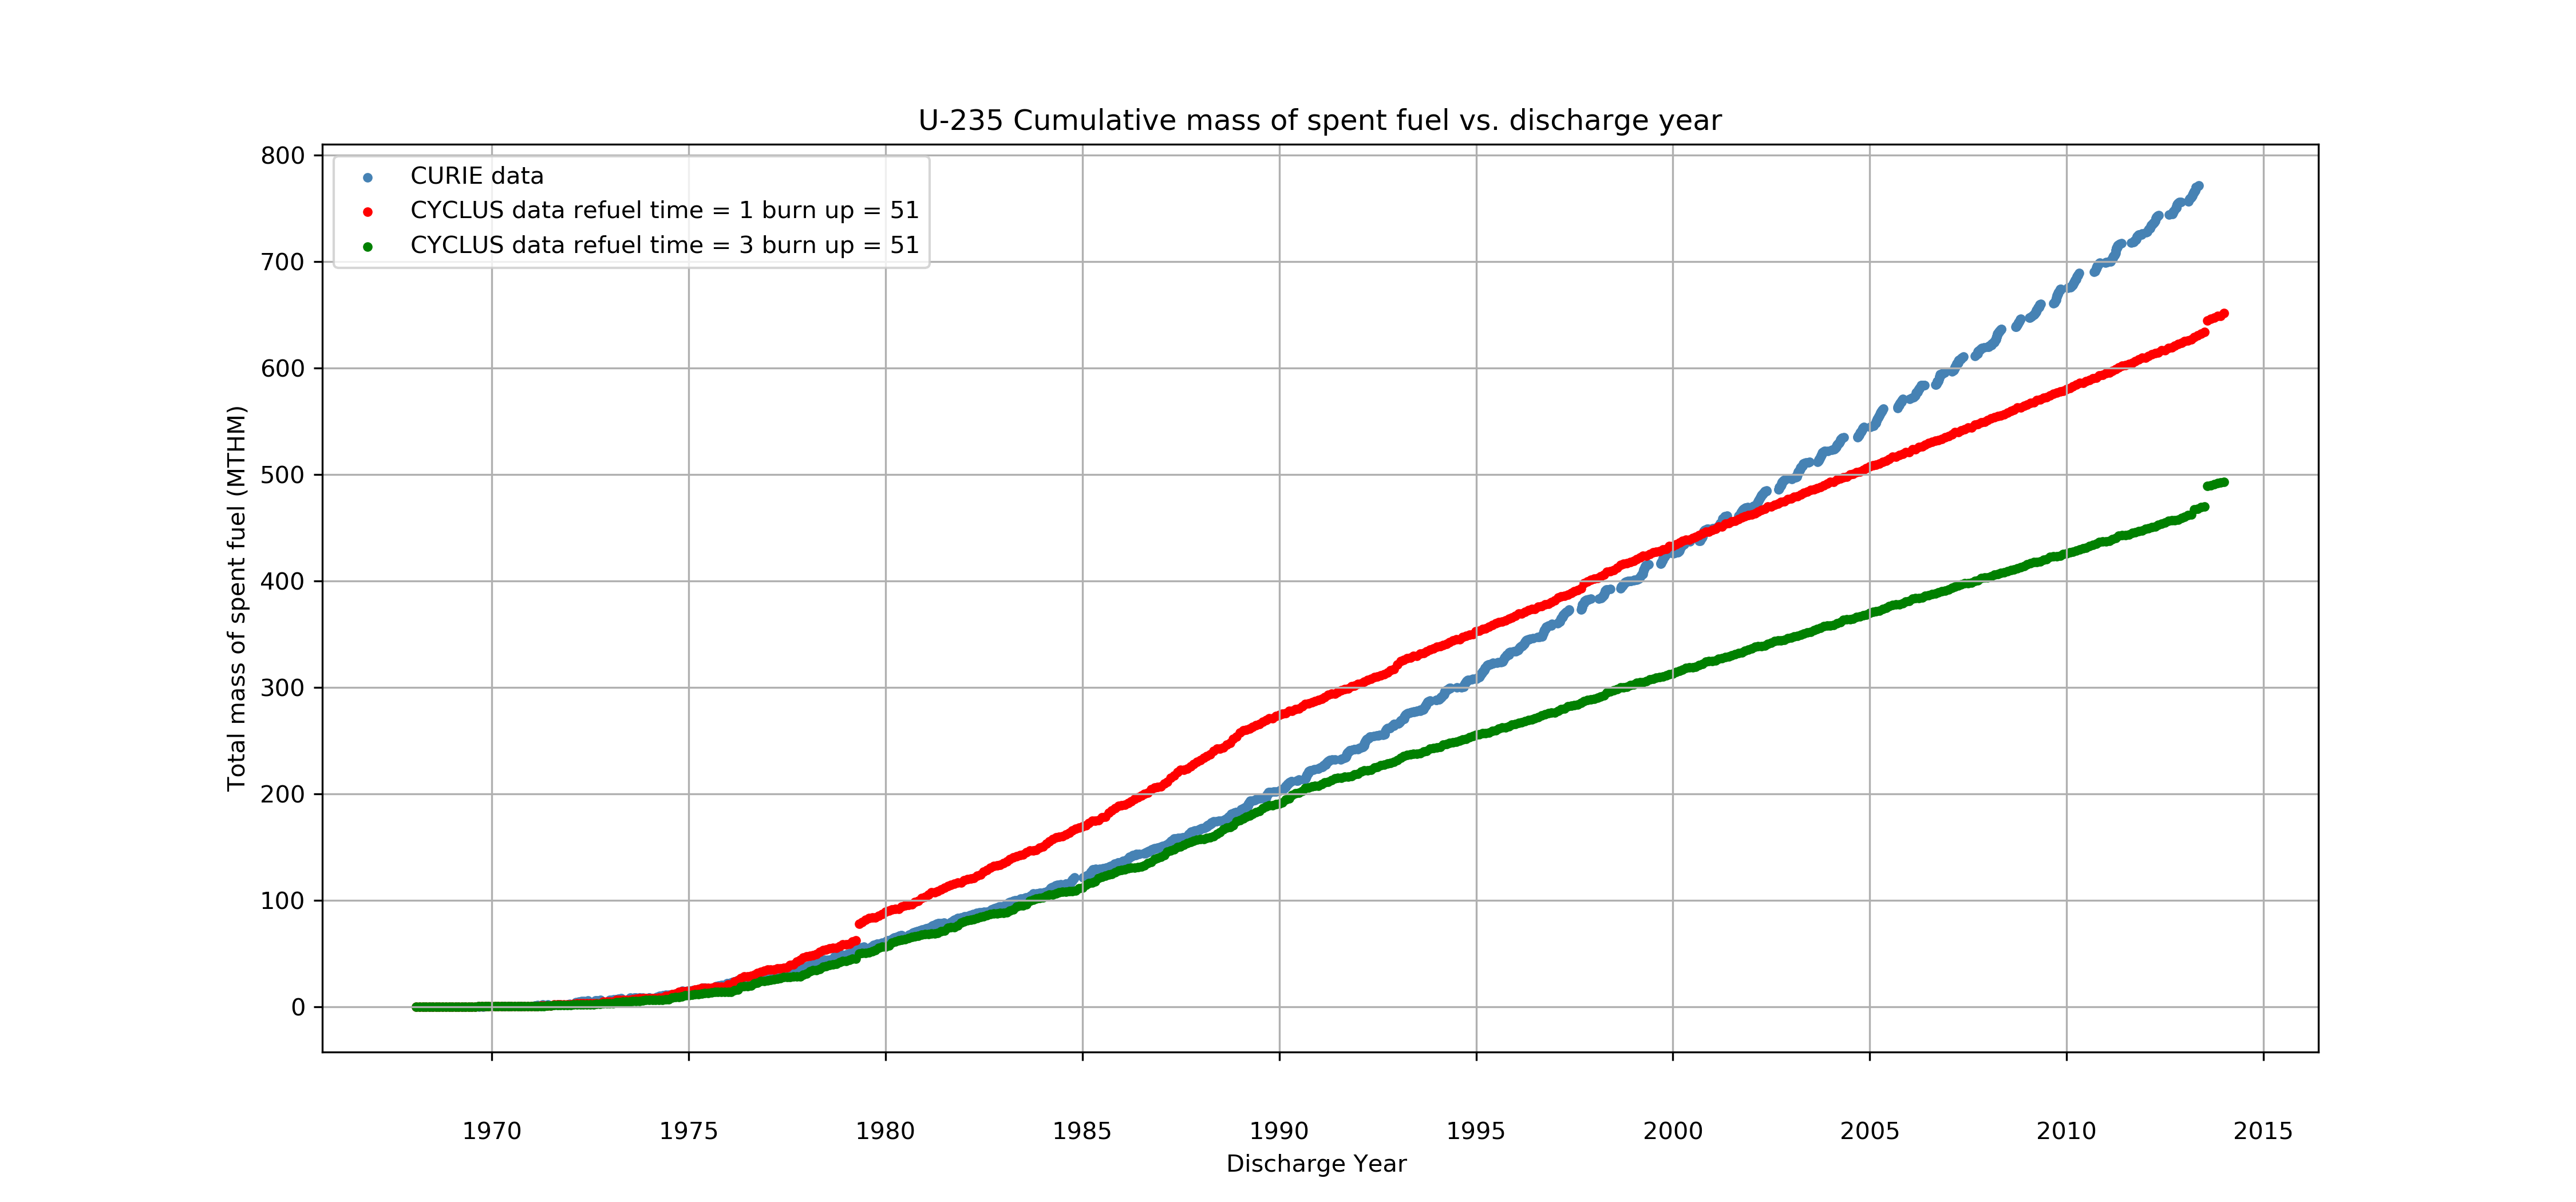 U-235 Cumulative mass of spent fuel vs. discharge year
CURIE data
CYCLUS data refuel time = 1 burn up = 51
CYCLUS data refuel time = 3 burn up = 51
Total mass of spent fuel (MTHM)
800
700
600
500
400
300
200
100
0
1970 1975 1980 1985 1990 1995 2000 2005 2010 2015
Discharge Year